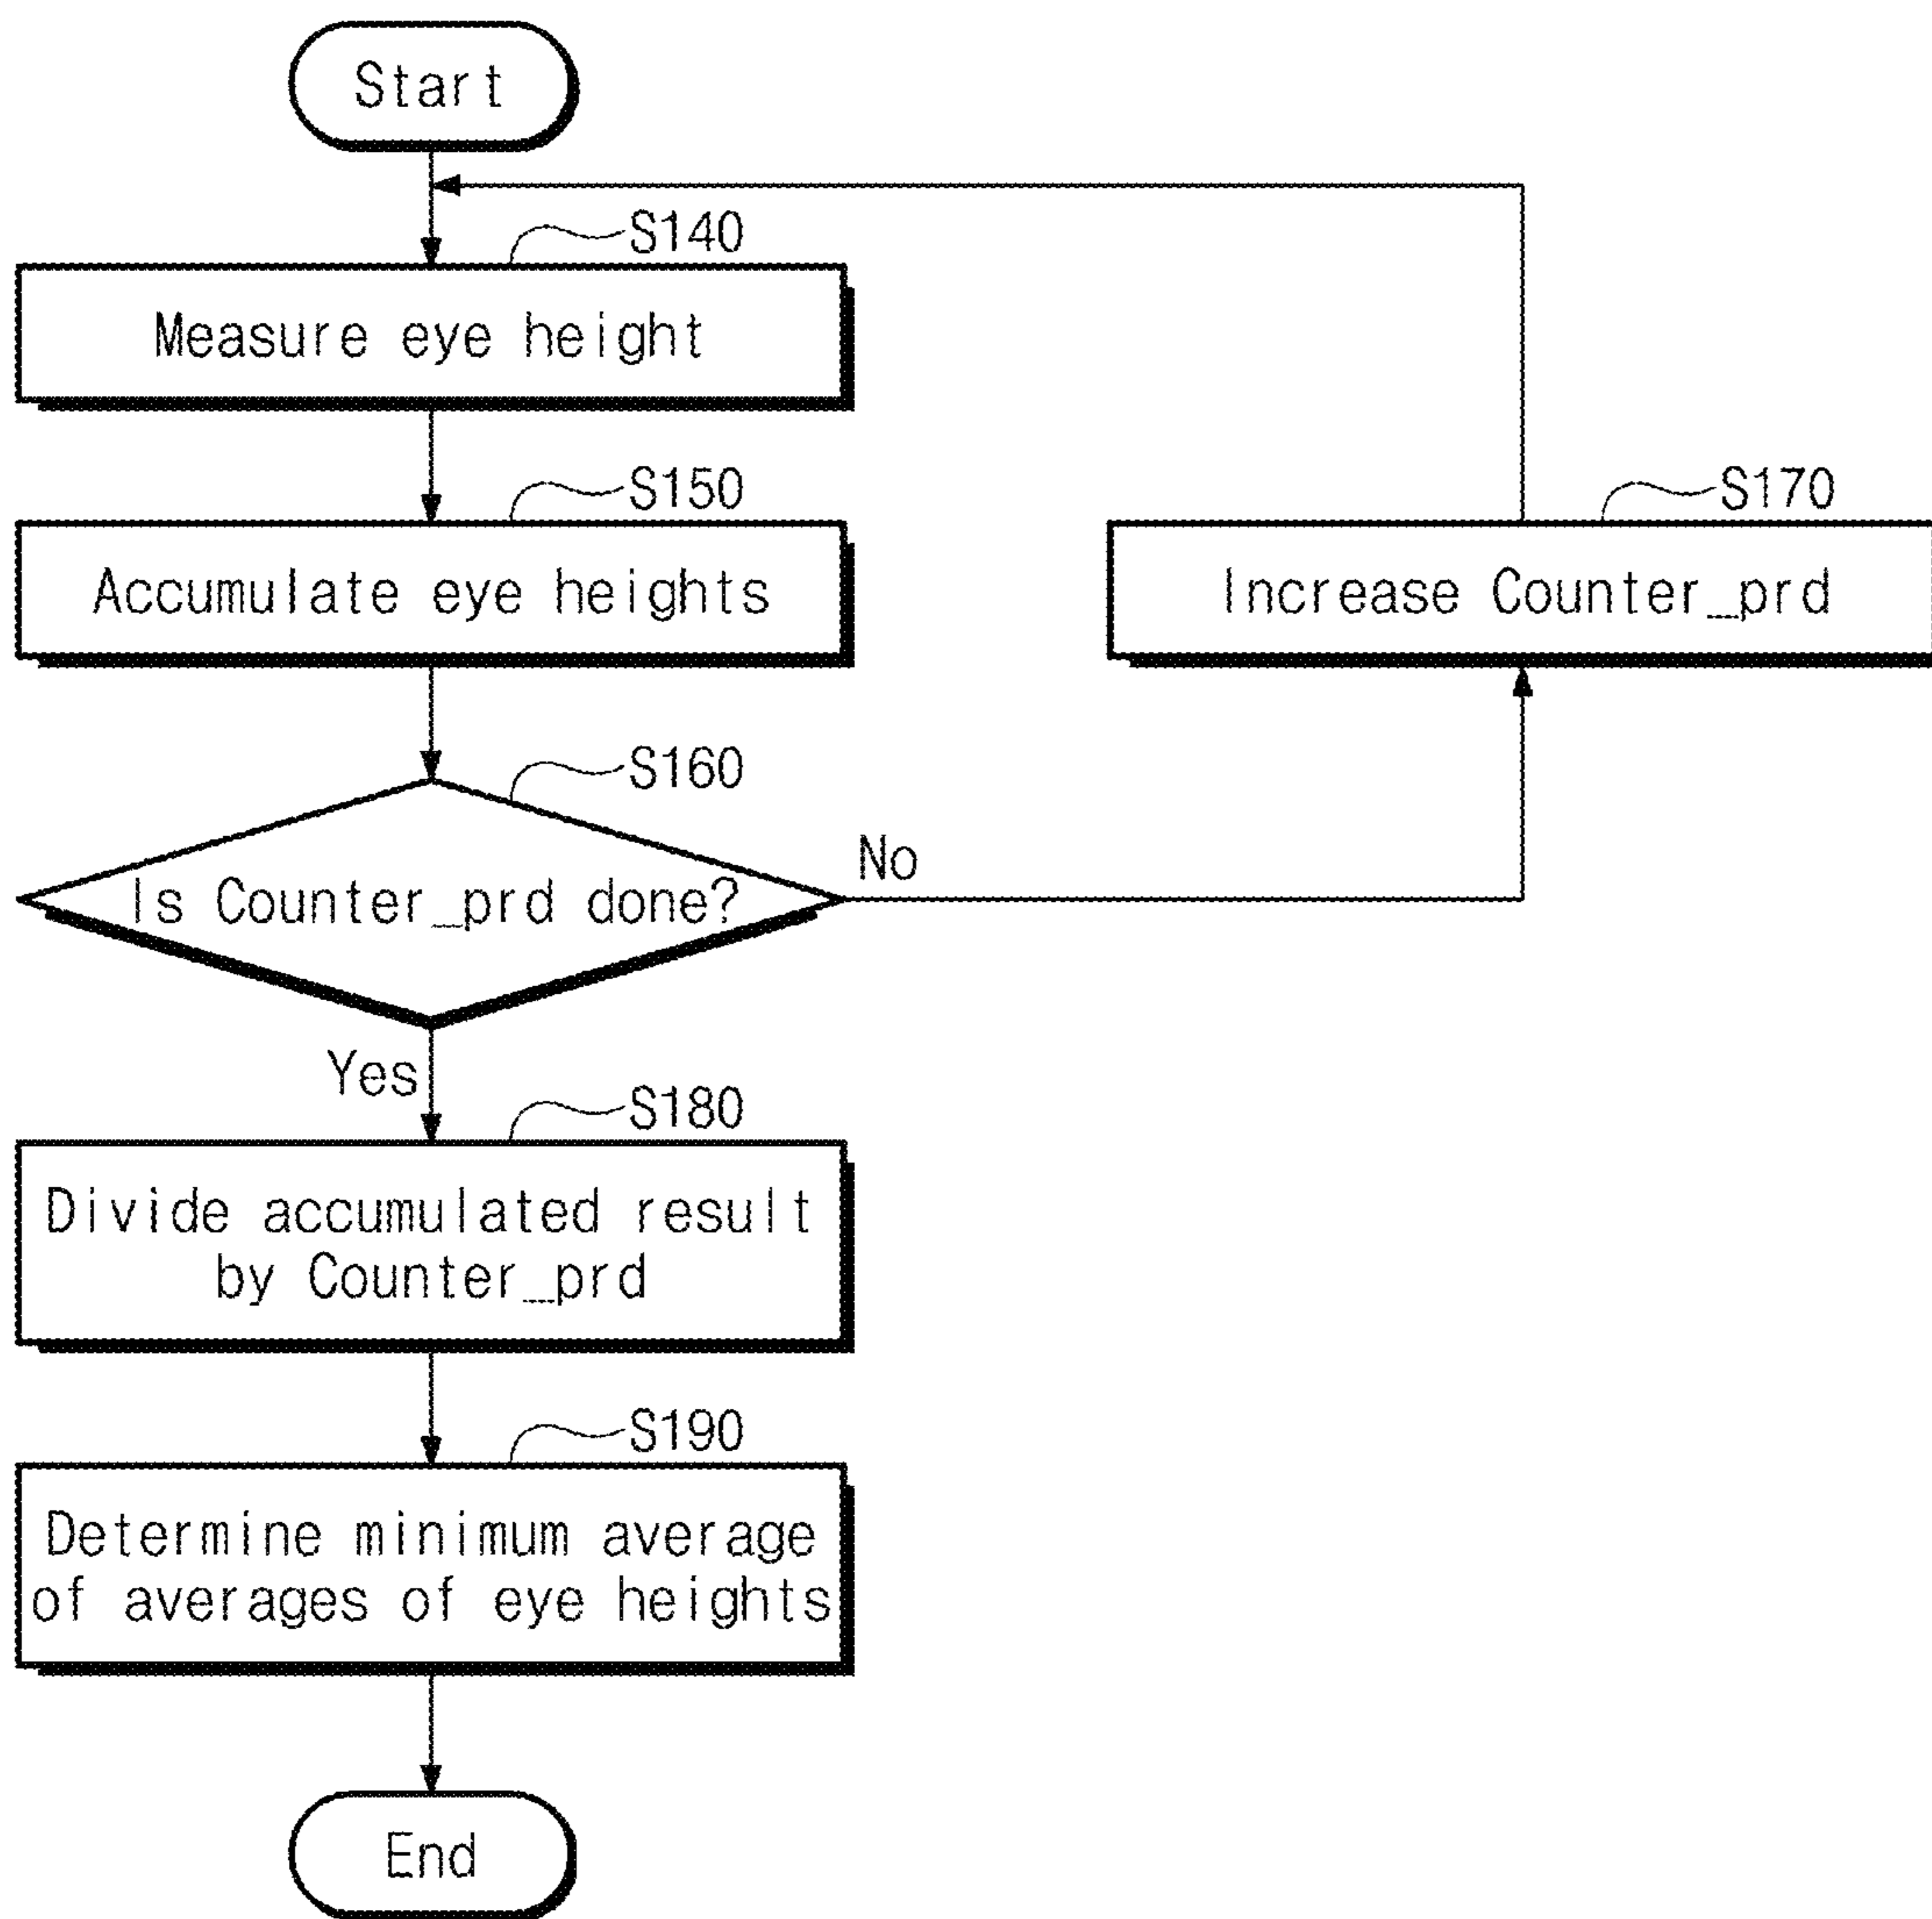 Start
S140
Measure eye height
S150
Accumulate eye heights
S170
Increase Counter_prd
S160
Is Counter_prd done?
No
Yes
S180
Divide accumulated result
by Counter_prd
S190
Determine minimum average
of averages of eye heights
End